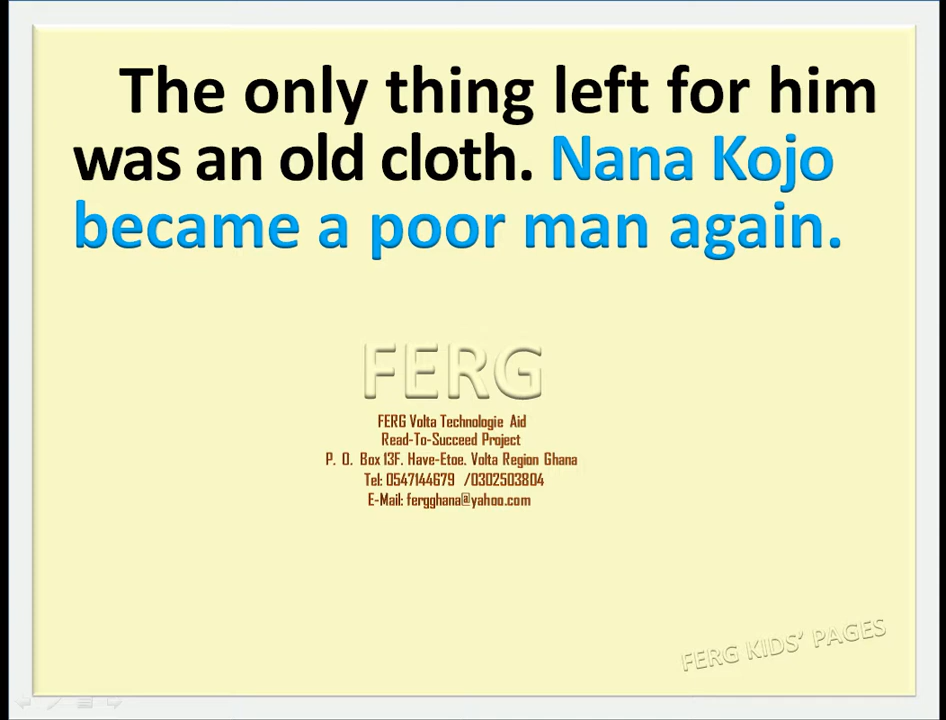 The only thing left for him
was an old cloth. Nana Kojo
became a poor man again.
FERG
FERG Volta Technologie Aid
Read-To-Succeed Project
P. O. Box 13F. Have-Etoe. Volta Region Ghana
Tel: 0547144679 /0302503804
E-Mail: fergghana@yahoo.com
FERG KIDS' PAGES